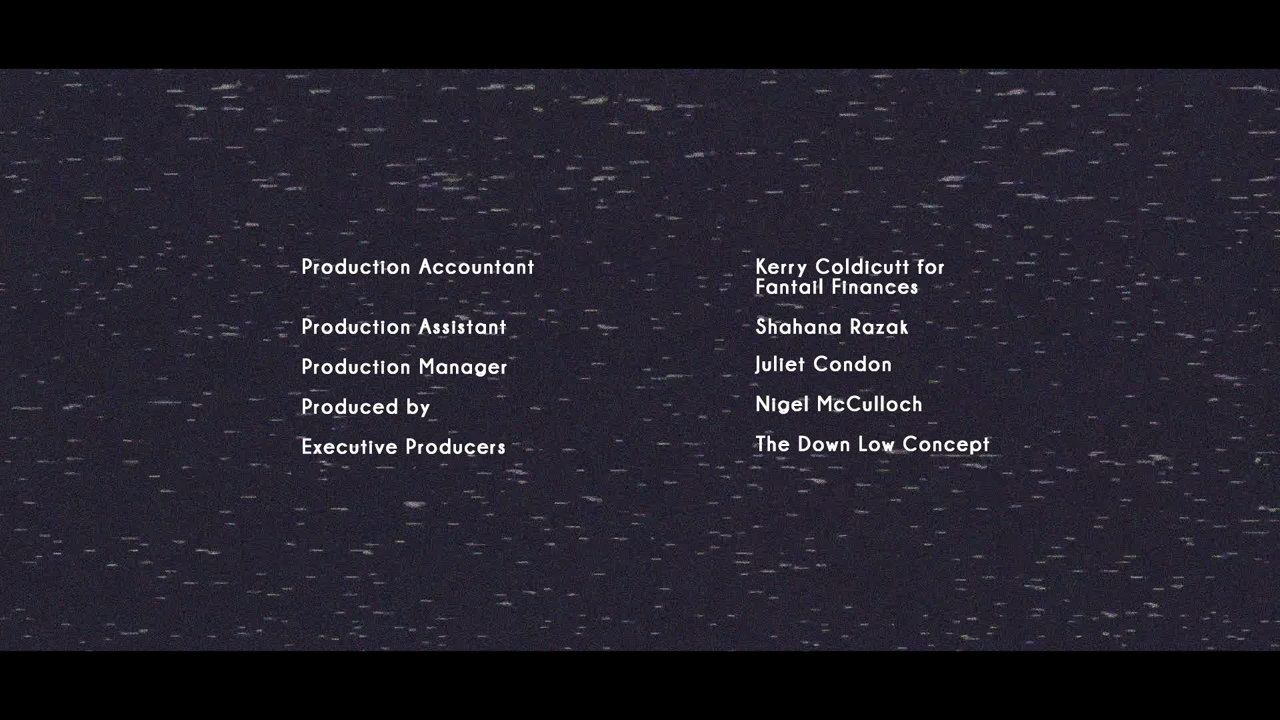 Production Accountant Kerry Coldicutt for
Fantail Finances
Production Assistant Shahana Razak
Production Manager Juliet Condon
Produced by Nigel McCulloch
Executive Producers The Down Low Concept